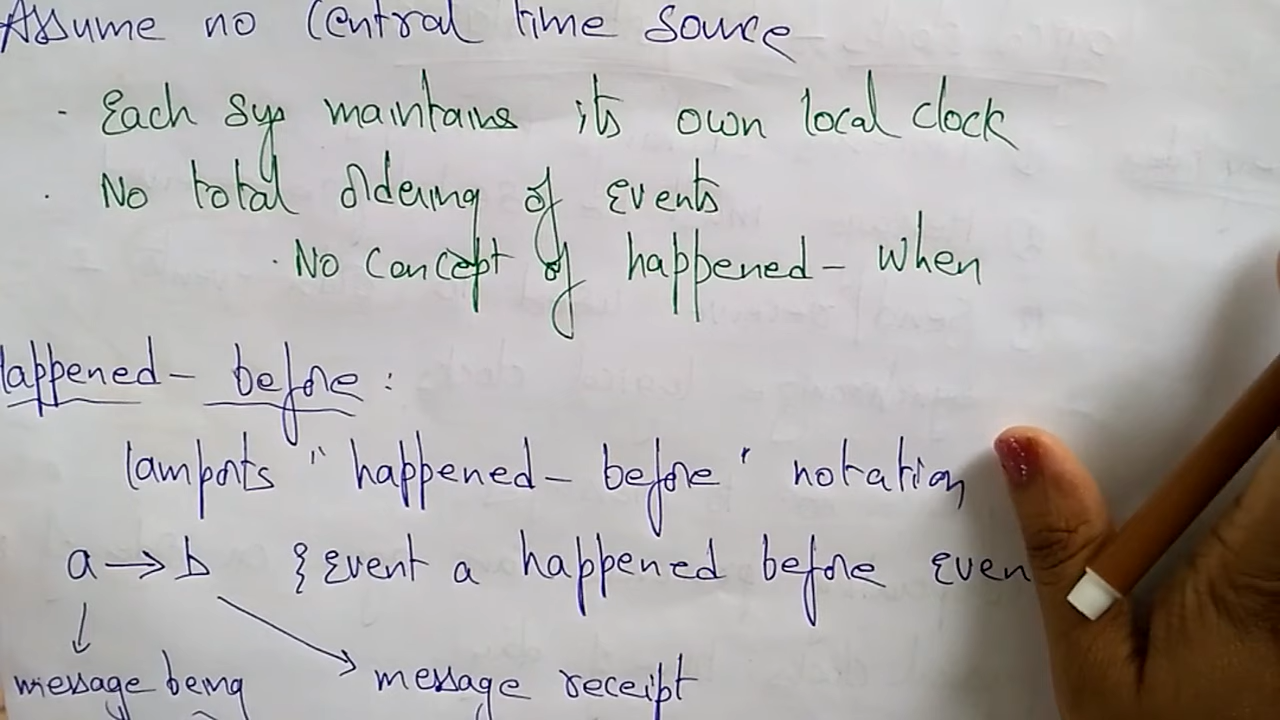 Assume no Central time source
· Each sys maintains its own local clock
· No total ordering of events
· No concept of happened - when
Happened - before :
lamports "happened - before" notation
a → b { Event a happened before even
message being
message receipt